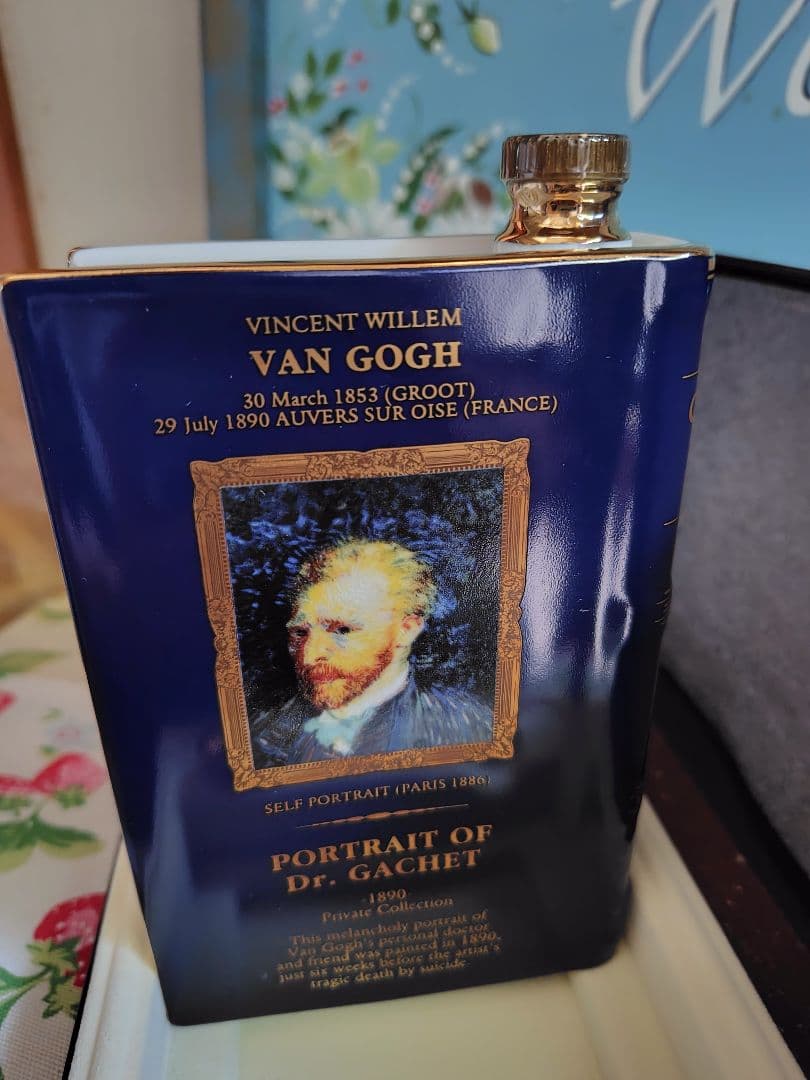 VINCENT WILLEM
VAN GOGH
30 March 1853 (GROOT)
29 July 1890 AUVERS SUR OISE (FRANCE)
SELF PORTRAIT (PARIS 1886)
PORTRAIT OF
Dr. GACHET
1890
Private Collection
This melancholy portrait of
Van Gogh's personal doctor
and friend was painted in 1890,
just six weeks before the artist's
tragic death by suicide.